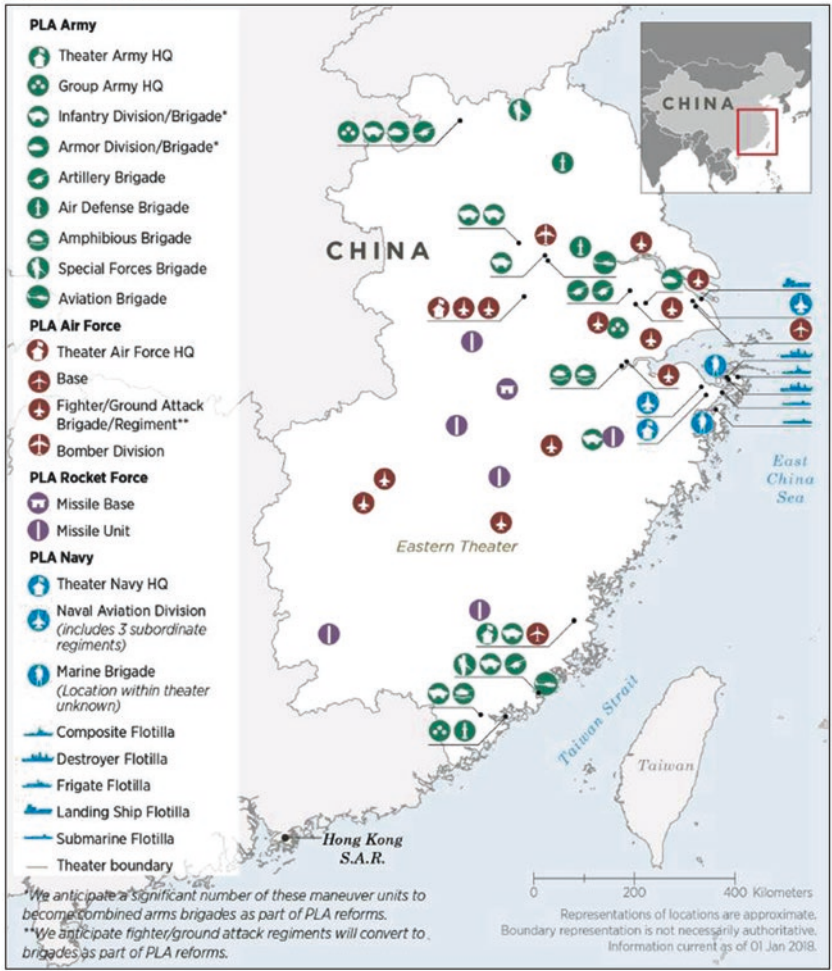 PLA Army
Theater Army HQ
Group Army HQ
Infantry Division/Brigade*
Armor Division/Brigade*
Artillery Brigade
Air Defense Brigade
Amphibious Brigade
Special Forces Brigade
Aviation Brigade
PLA Air Force
Theater Air Force HQ
Base
Fighter/Ground Attack
Brigade/Regiment**
Bomber Division
PLA Rocket Force
Missile Base
Missile Unit
PLA Navy
Theater Navy HQ
Naval Aviation Division
(includes 3 subordinate
regiments)
Marine Brigade
(Location within theater
unknown)
Composite Flotilla
Destroyer Flotilla
Frigate Flotilla
Landing Ship Flotilla
Submarine Flotilla
Theater boundary
*We anticipate a significant number of these maneuver units to
become combined arms brigades as part of PLA reforms.
**We anticipate fighter/ground attack regiments will convert to
brigades as part of PLA reforms.
CHINA
CHINA
East
China
Sea
Eastern Theater
Taiwan Strait
Taiwan
Hong Kong
S.A.R.
0 200 400 Kilometers
Representations of locations are approximate.
Boundary representation is not necessarily authoritative.
Information current as of 01 Jan 2018.